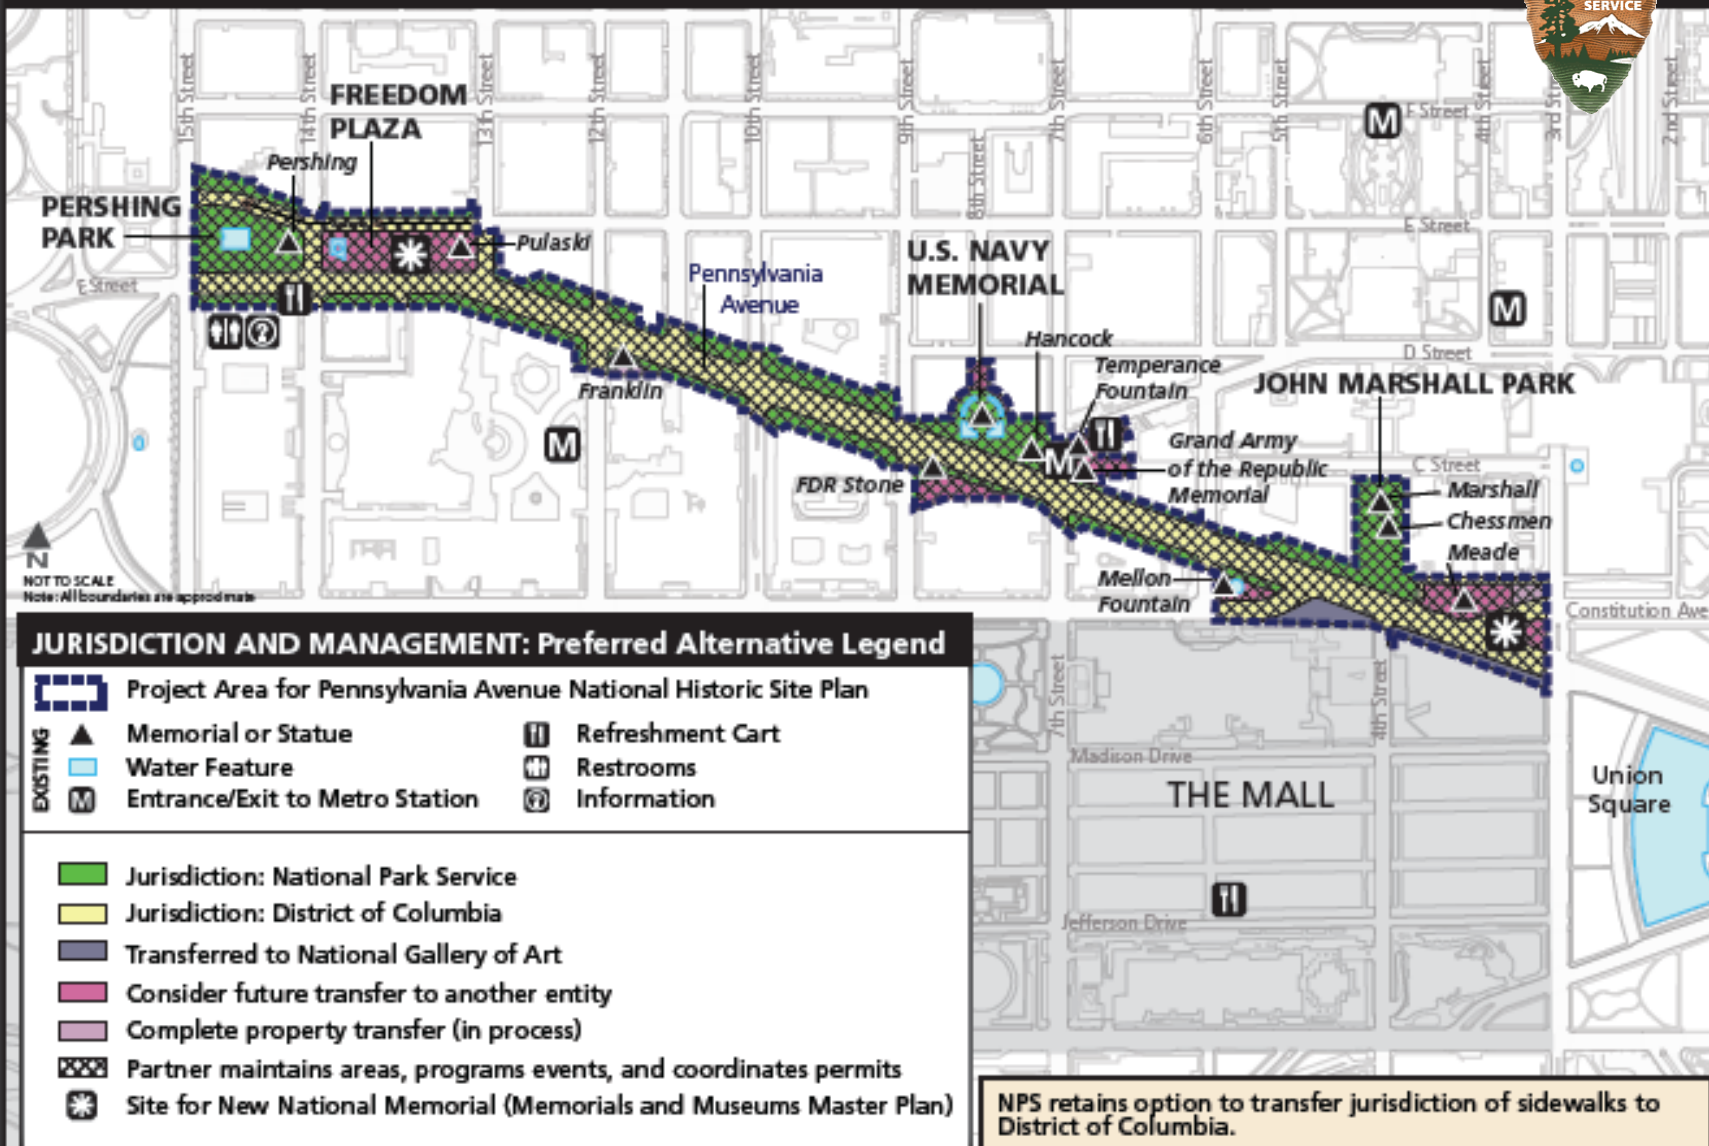 SERVICE
15th Street
14th Street
13th Street
12th Street
10th Street
9th Street
8th Street
7th Street
6th Street
5th Street
4th Street
3rd Street
2nd Street
FREEDOM
PLAZA
Pershing
PERSHING
PARK
Pulaski
E Street
Pennsylvania
Avenue
Franklin
M
M
M
M
F Street
E Street
D Street
C Street
U.S. NAVY
MEMORIAL
Hancock
Temperance
Fountain
JOHN MARSHALL PARK
Grand Army
of the Republic
Memorial
FDR Stone
Marshall
Chessmen
Meade
Mellon
Fountain
Constitution Ave
N
NOT TO SCALE
Note: All boundaries are approximate
7th Street
4th Street
Madison Drive
THE MALL
Jefferson Drive
Union
Square
JURISDICTION AND MANAGEMENT: Preferred Alternative Legend
Project Area for Pennsylvania Avenue National Historic Site Plan
EXISTING
Memorial or Statue
Refreshment Cart
Water Feature
Restrooms
M Entrance/Exit to Metro Station
Information
Jurisdiction: National Park Service
Jurisdiction: District of Columbia
Transferred to National Gallery of Art
Consider future transfer to another entity
Complete property transfer (in process)
Partner maintains areas, programs events, and coordinates permits
Site for New National Memorial (Memorials and Museums Master Plan)
NPS retains option to transfer jurisdiction of sidewalks to
District of Columbia.